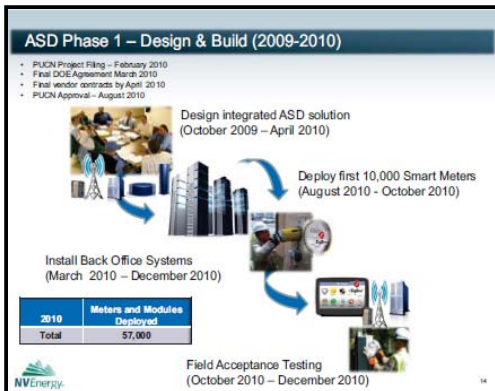 ASD Phase 1 – Design & Build (2009-2010)
• PUCN Project Filing – February 2010
• Final DOE Agreement March 2010
• Final vendor contracts by April 2010
• PUCN Approval – August 2010
Design integrated ASD solution
(October 2009 – April 2010)
Deploy first 10,000 Smart Meters
(August 2010 - October 2010)
Install Back Office Systems
(March 2010 – December 2010)
2010 Meters and Modules
Deployed
Total 57,000
Field Acceptance Testing
(October 2010 – December 2010)
NVEnergy.
14